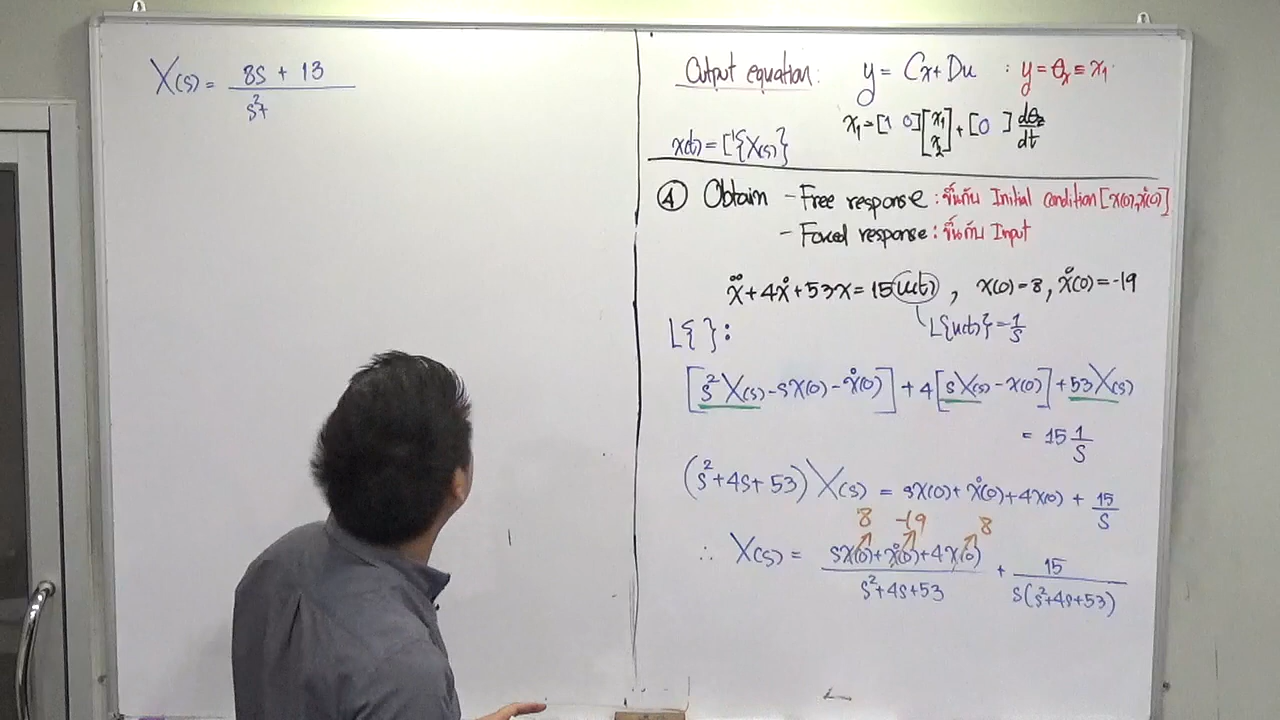 X(s) = (8s + 13) / (s²+
Output equation: y = Cx+Du : y = θ₂ ≡ x₁
x₁ = [1 0][x₁ x₂] + [0 ] dθ₂/dt
x(t) = L⁻¹{X(s)}
④ Obtain - Free response : ขึ้นกับ Initial condition [x(0), ẋ(0)]
- Forced response : ขึ้นกับ Input
ẍ + 4ẋ + 53x = 15 u(t) , x(0)=8, ẋ(0)=-19
L{ }: L{u(t)} = 1/s
[s²X(s) - sx(0) - ẋ(0)] + 4[sX(s) - x(0)] + 53X(s)
= 15 1/s
(s²+4s+53) X(s) = sx(0) + ẋ(0) + 4x(0) + 15/s
8 -19 8
∴ X(s) = (sx(0) + ẋ(0) + 4x(0)) / (s²+4s+53) + 15 / (s(s²+4s+53))